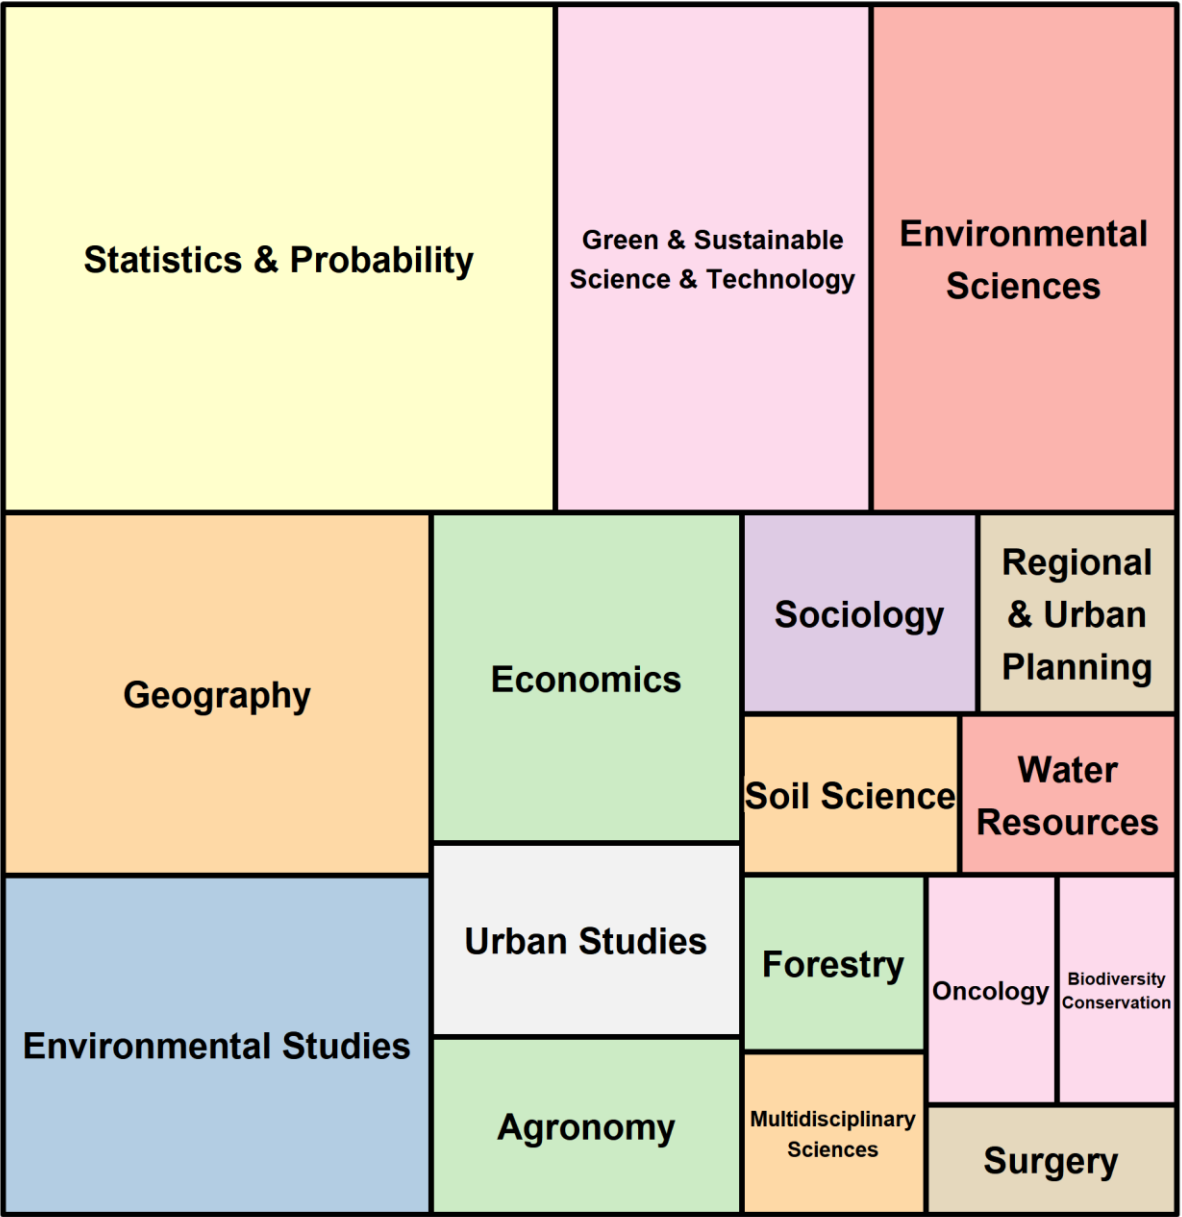 Statistics & Probability
Green & Sustainable
Science & Technology
Environmental
Sciences
Geography
Economics
Sociology
Regional
& Urban
Planning
Soil Science
Water
Resources
Environmental Studies
Urban Studies
Agronomy
Forestry
Oncology
Biodiversity
Conservation
Multidisciplinary
Sciences
Surgery